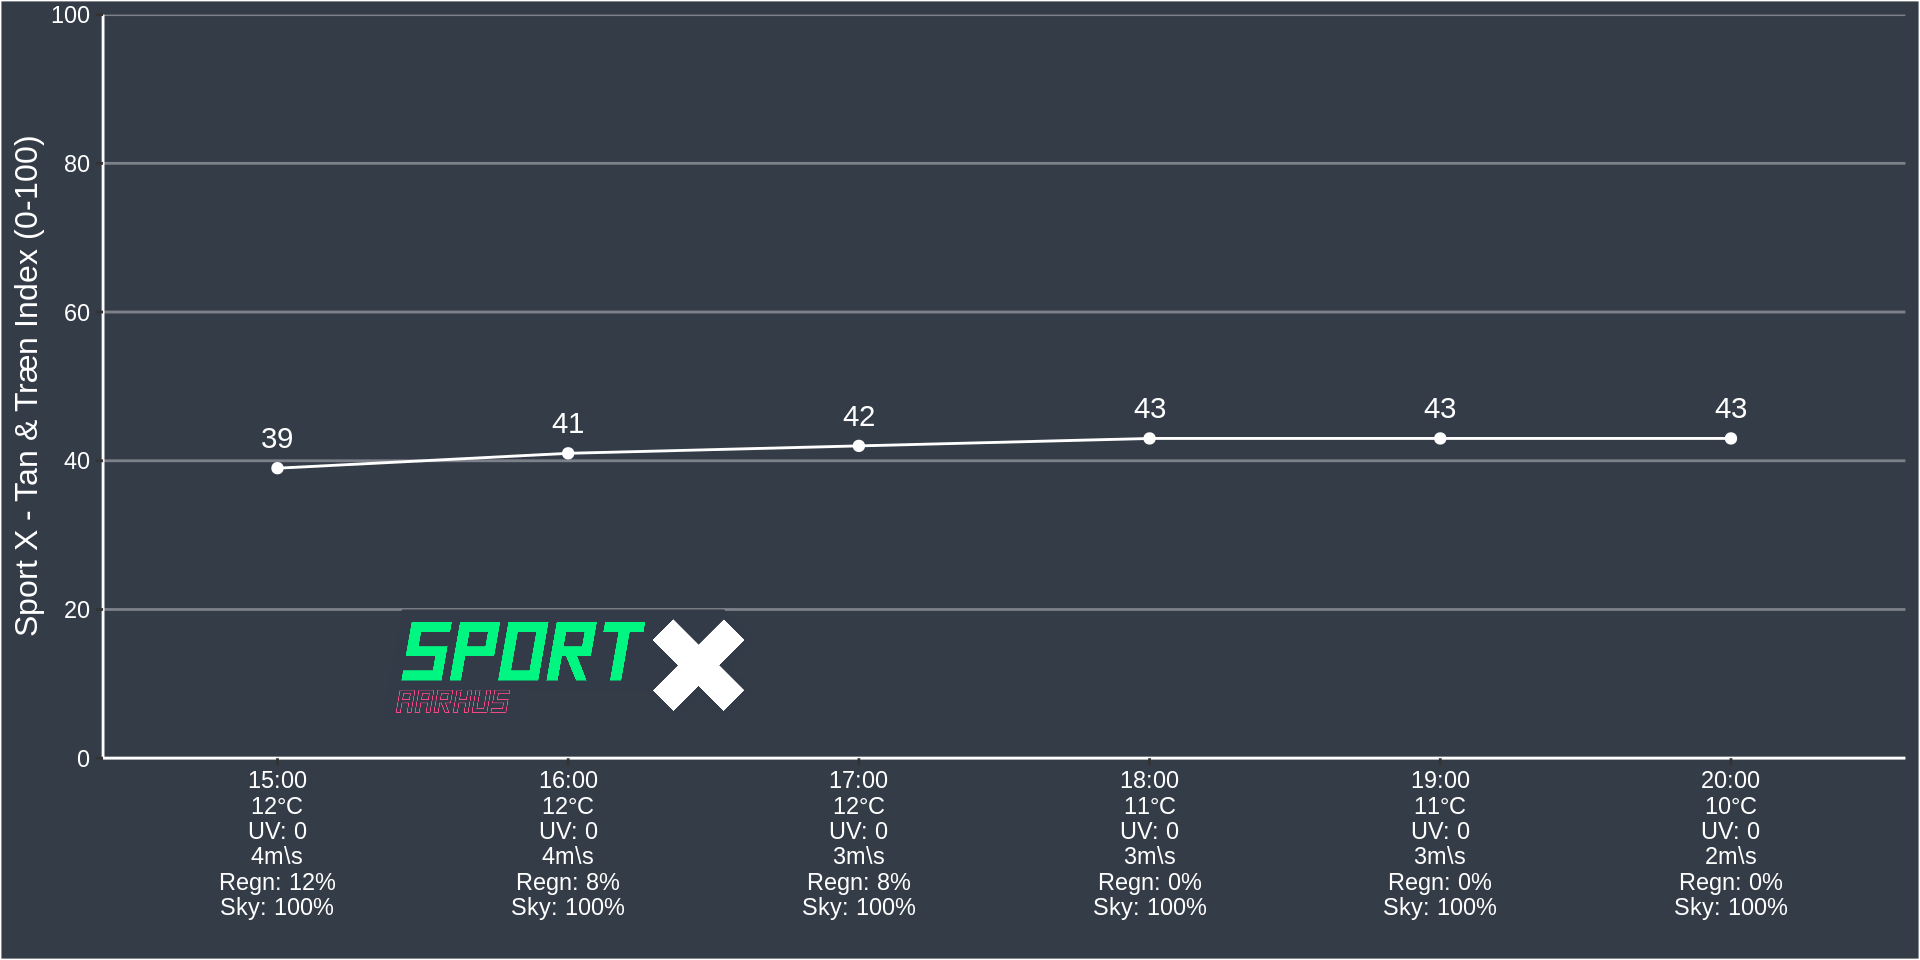 Sport X - Tan & Træn Index (0-100)
100
80
60
40
20
0
39
41
42
43
43
43
SPORT X
AARHUS
15:00
12°C
UV: 0
4m\s
Regn: 12%
Sky: 100%
16:00
12°C
UV: 0
4m\s
Regn: 8%
Sky: 100%
17:00
12°C
UV: 0
3m\s
Regn: 8%
Sky: 100%
18:00
11°C
UV: 0
3m\s
Regn: 0%
Sky: 100%
19:00
11°C
UV: 0
3m\s
Regn: 0%
Sky: 100%
20:00
10°C
UV: 0
2m\s
Regn: 0%
Sky: 100%